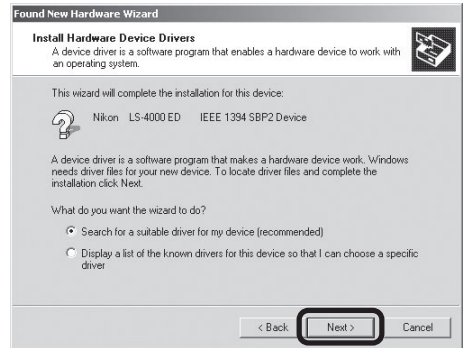 Found New Hardware Wizard
Install Hardware Device Drivers
A device driver is a software program that enables a hardware device to work with
an operating system.
This wizard will complete the installation for this device:
Nikon LS-4000 ED IEEE 1394 SBP2 Device
A device driver is a software program that makes a hardware device work. Windows
needs driver files for your new device. To locate driver files and complete the
installation click Next.
What do you want the wizard to do?
Search for a suitable driver for my device (recommended)
Display a list of the known drivers for this device so that I can choose a specific
driver
< Back Next > Cancel